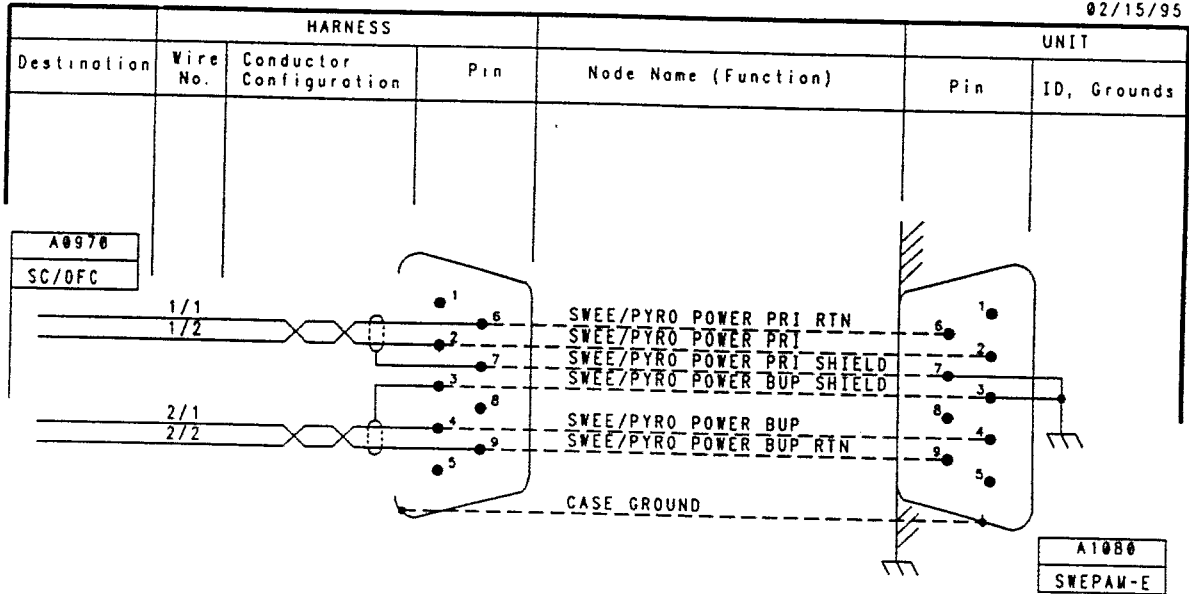 02/15/95
HARNESS
UNIT
Destination
Wire No.
Conductor Configuration
Pin
Node Name (Function)
Pin
ID, Grounds
A0970
SC/OFC
1/1
1/2
2/1
2/2
1
6
2
7
3
8
4
9
5
SWEE/PYRO POWER PRI RTN
SWEE/PYRO POWER PRI
SWEE/PYRO POWER PRI SHIELD
SWEE/PYRO POWER BUP SHIELD
SWEE/PYRO POWER BUP
SWEE/PYRO POWER BUP RTN
CASE GROUND
1
6
2
7
3
8
4
9
5
A1080
SWEPAM-E